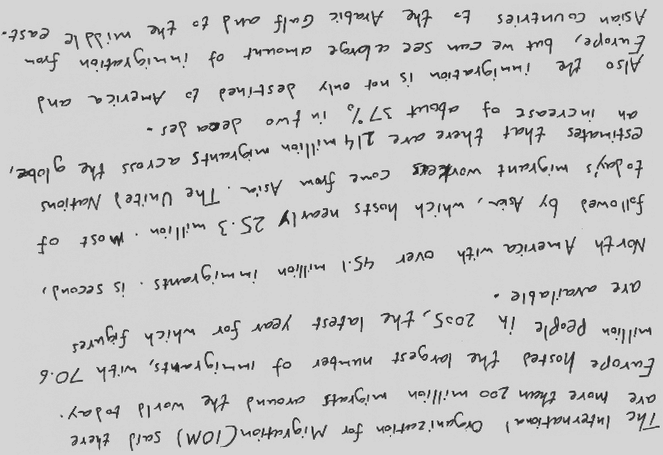 The International Organization for Migration (IOM) said there
are more than 200 million migrats around the world today.
Europe hosted the largest number of immigrants, with 70.6
million People in 2005, the latest year for which figures
are available.
North America with over 45.1 million immigrants. is second,
followed by Asia, which hosts nearly 25.3 million. Most of
today's migrant workers come from Asia. The United Nations
estimates that there are 214 million migrants across the globe,
an increase of about 37% in two decades.
Also the immigration is not only destined to America and
Europe, but we can see a large amount of immigration from
Asian countries to the Arabic Gulf and to the middle east.